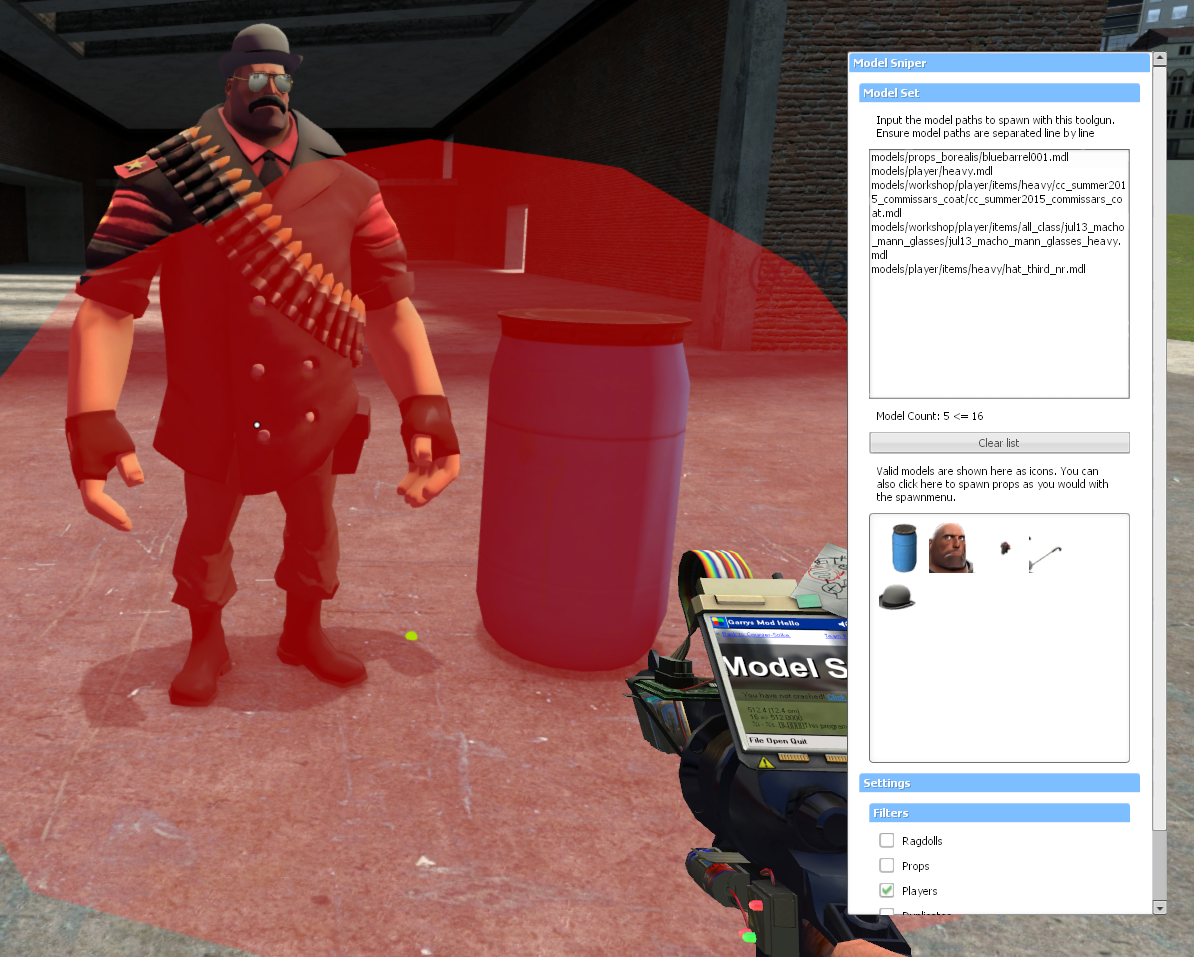 Model Sniper
Model Set
Input the model paths to spawn with this toolgun.
Ensure model paths are separated line by line
models/props_borealis/bluebarrel001.mdl
models/player/heavy.mdl
models/workshop/player/items/heavy/cc_summer201
5_commissars_coat/cc_summer2015_commissars_co
at.mdl
models/workshop/player/items/all_class/jul13_macho
_mann_glasses/jul13_macho_mann_glasses_heavy.
mdl
models/player/items/heavy/hat_third_nr.mdl
Model Count: 5 <= 16
Clear list
Valid models are shown here as icons. You can
also click here to spawn props as you would with
the spawnmenu.
Settings
Filters
Ragdolls
Props
Players
Garrys Mod Hello
Model S
You have not crashed!
File Open Quit